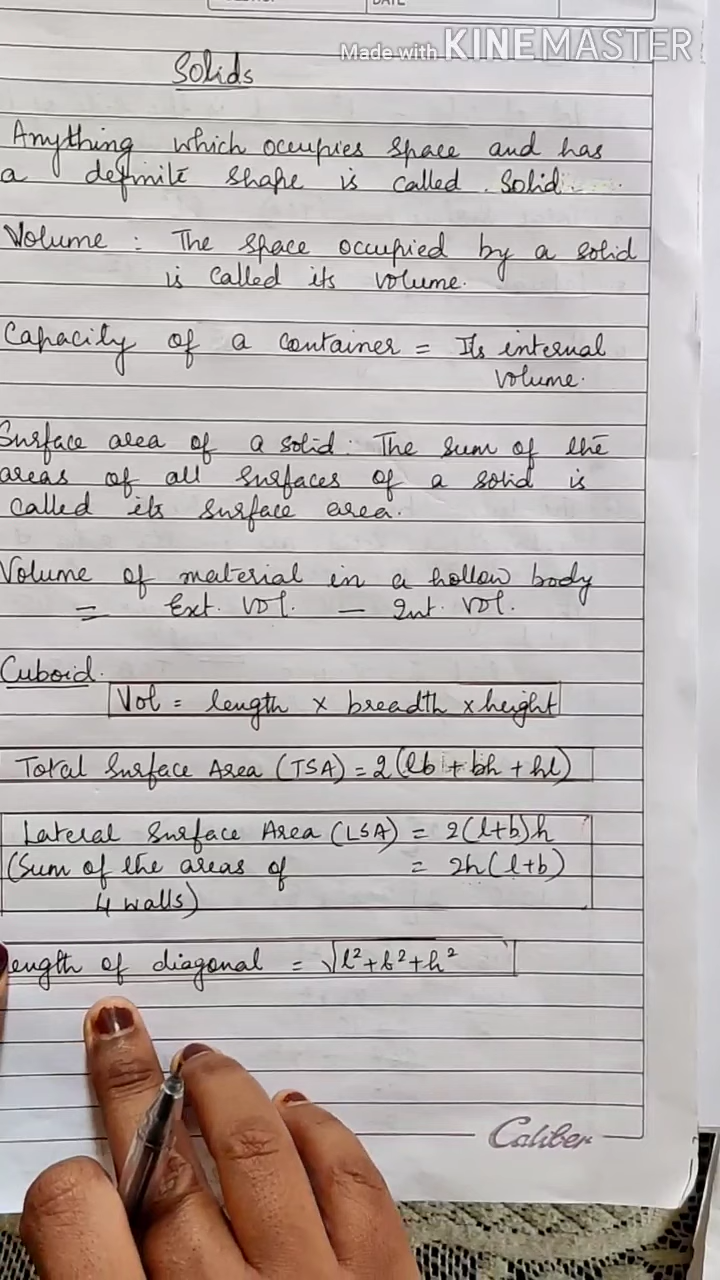 DATE
Made with KINEMASTER
Solids
Anything which occupies space and has
a definite shape is called solid.
Volume : The space occupied by a solid
is called its volume.
Capacity of a container = Its internal
volume.
Surface area of a solid : The sum of the
areas of all surfaces of a solid is
called its surface area.
Volume of material in a hollow body
= Ext. vol. - Int. vol.
Cuboid.
Vol = length × breadth × height
Total Surface Area (TSA) = 2(lb + bh + hl)
Lateral Surface Area (LSA) = 2(l+b)h
(Sum of the areas of = 2h(l+b)
4 walls)
Length of diagonal = √l²+b²+h²
Caliber